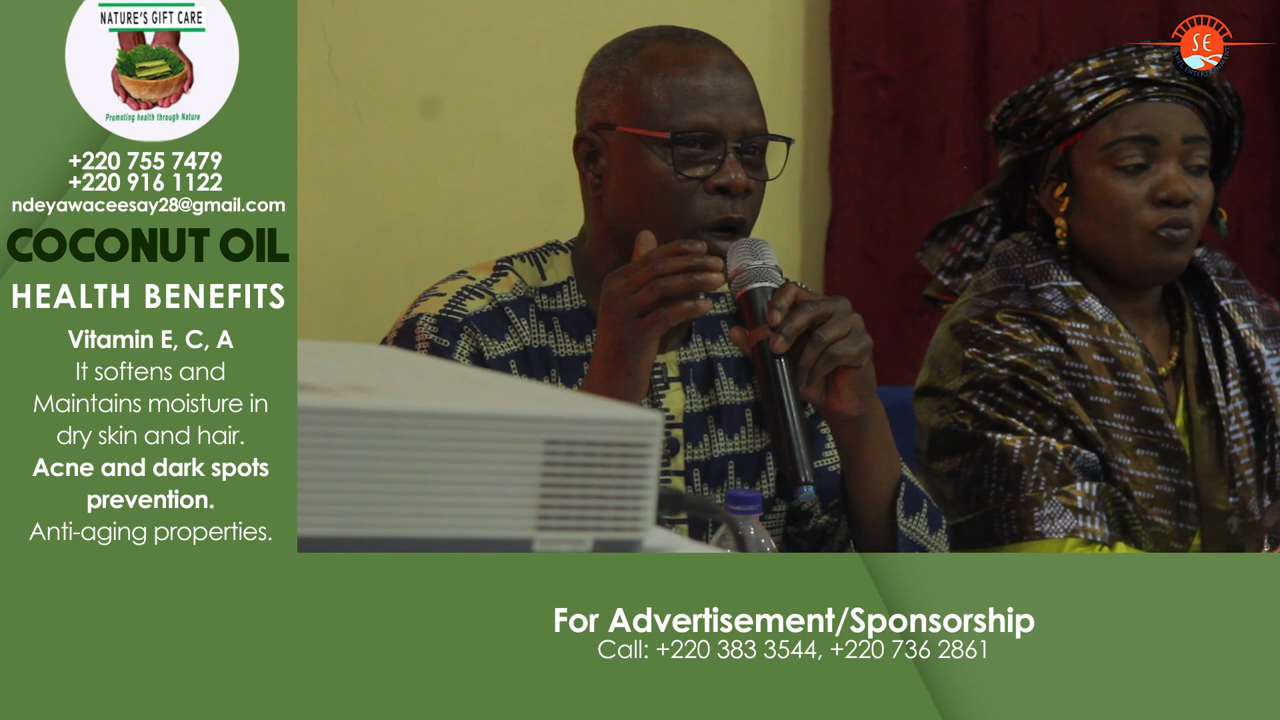 NATURE'S GIFT CARE
Promoting health through Nature
+220 755 7479
+220 916 1122
ndeyawaceesay28@gmail.com
COCONUT OIL
HEALTH BENEFITS
Vitamin E, C, A
It softens and
Maintains moisture in
dry skin and hair.
Acne and dark spots
prevention.
Anti-aging properties.
SE
For Advertisement/Sponsorship
Call: +220 383 3544, +220 736 2861